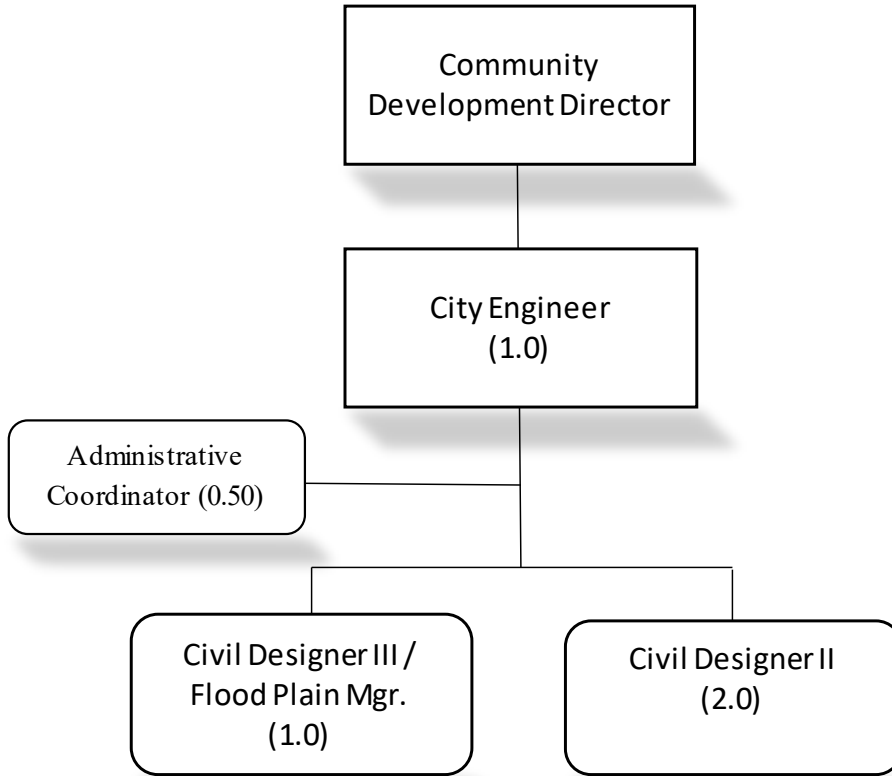 Community
Development Director
City Engineer
(1.0)
Administrative
Coordinator (0.50)
Civil Designer III /
Flood Plain Mgr.
(1.0)
Civil Designer II
(2.0)